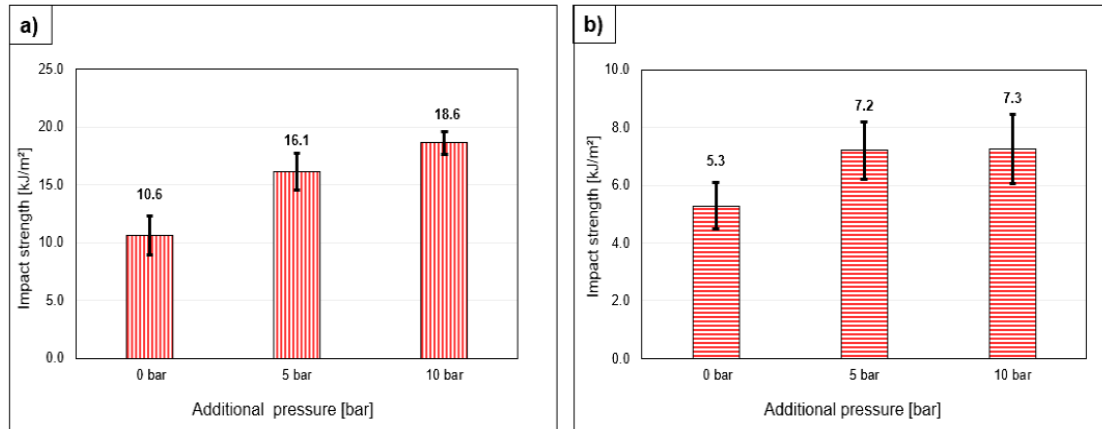 a)
25.0
20.0
15.0
10.0
5.0
0.0
Impact strength [kJ/m²]
10.6
16.1
18.6
0 bar
5 bar
10 bar
Additional pressure [bar]
b)
10.0
8.0
6.0
4.0
2.0
0.0
Impact strength [kJ/m²]
5.3
7.2
7.3
0 bar
5 bar
10 bar
Additional pressure [bar]